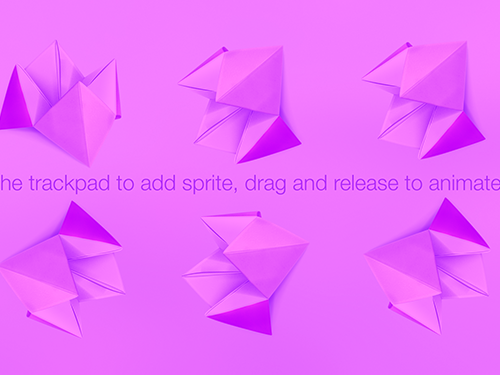 he trackpad to add sprite, drag and release to animate